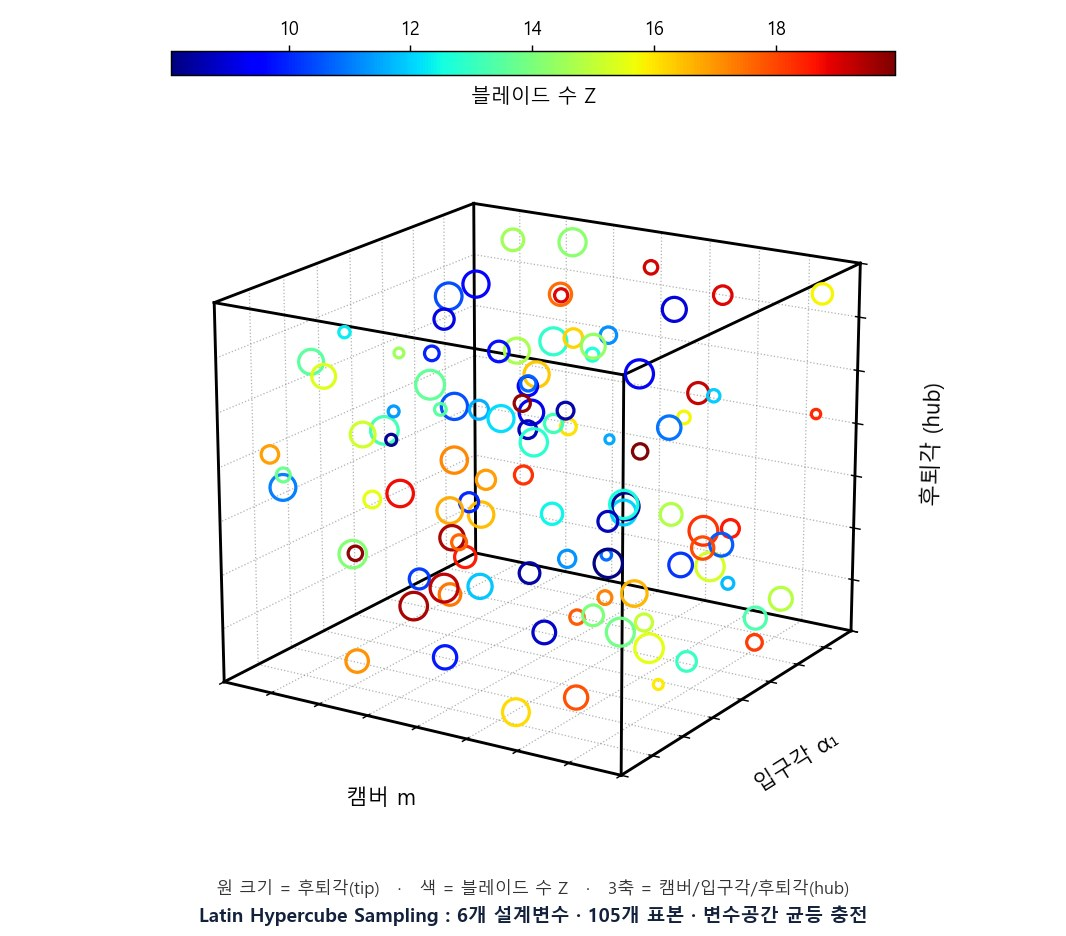 10 12 14 16 18
블레이드 수 Z
후퇴각 (hub)
입구각 α₁
캠버 m
원 크기 = 후퇴각(tip) · 색 = 블레이드 수 Z · 3축 = 캠버/입구각/후퇴각(hub)
Latin Hypercube Sampling : 6개 설계변수 · 105개 표본 · 변수공간 균등 충전